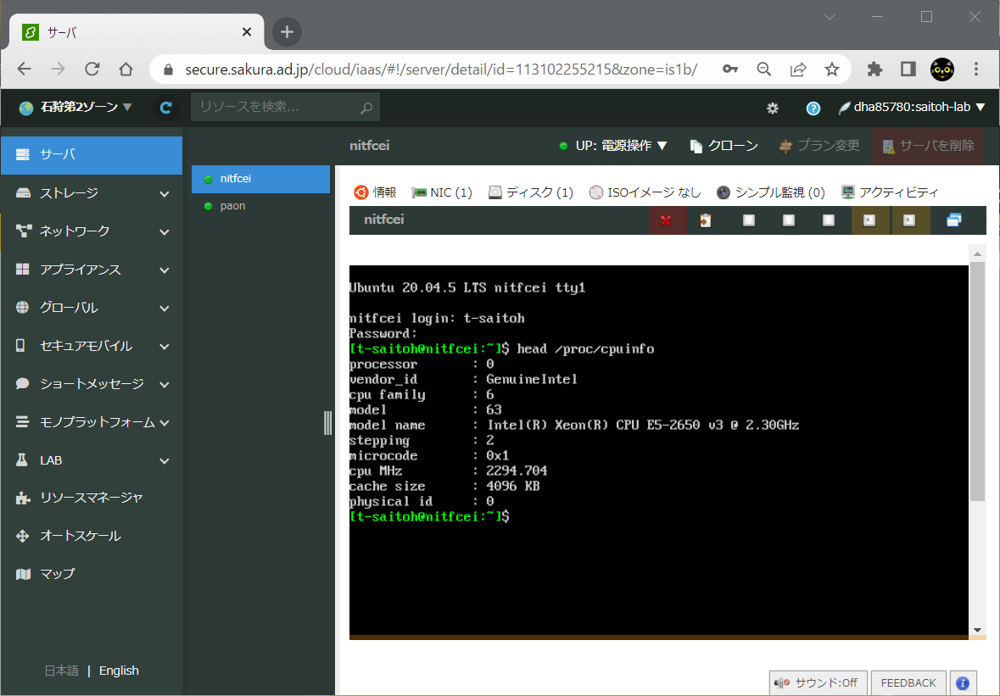 サーバ
secure.sakura.ad.jp/cloud/iaas/#!/server/detail/id=113102255215&zone=is1b/
石狩第2ゾーン▼ リソースを検索... dha85780:saitoh-lab ▼
サーバ
ストレージ
ネットワーク
アプライアンス
グローバル
セキュアモバイル
ショートメッセージ
モノプラットフォーム
LAB
リソースマネージャ
オートスケール
マップ
日本語 | English
nitfcei
paon
nitfcei UP: 電源操作 ▼ クローン プラン変更 サーバを削除
情報 NIC (1) ディスク (1) ISOイメージ なし シンプル監視 (0) アクティビティ
nitfcei
Ubuntu 20.04.5 LTS nitfcei tty1
nitfcei login: t-saitoh
Password:
[t-saitoh@nitfcei:~]$ head /proc/cpuinfo
processor : 0
vendor_id : GenuineIntel
cpu family : 6
model : 63
model name : Intel(R) Xeon(R) CPU E5-2650 v3 @ 2.30GHz
stepping : 2
microcode : 0x1
cpu MHz : 2294.704
cache size : 4096 KB
physical id : 0
[t-saitoh@nitfcei:~]$
サウンド:Off FEEDBACK